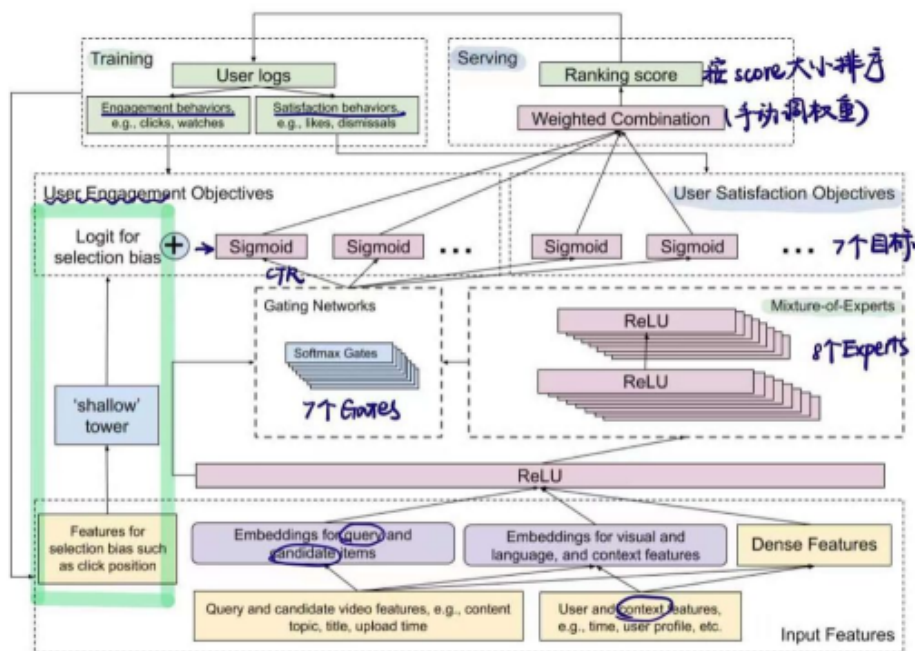 Training
User logs
Engagement behaviors,
e.g., clicks, watches
Satisfaction behaviors,
e.g., likes, dismissals
Serving
Ranking score
按score大小排序
Weighted Combination
(手动调权重)
User Engagement Objectives
User Satisfaction Objectives
Logit for
selection bias
+
Sigmoid
Sigmoid
...
Sigmoid
Sigmoid
...
7个目标
CTR
Gating Networks
Softmax Gates
7个Gates
Mixture-of-Experts
ReLU
ReLU
8个Experts
'shallow'
tower
ReLU
Features for
selection bias such
as click position
Embeddings for query and
candidate items
Embeddings for visual and
language, and context features
Dense Features
Query and candidate video features, e.g., content
topic, title, upload time
User and context features,
e.g., time, user profile, etc.
Input Features